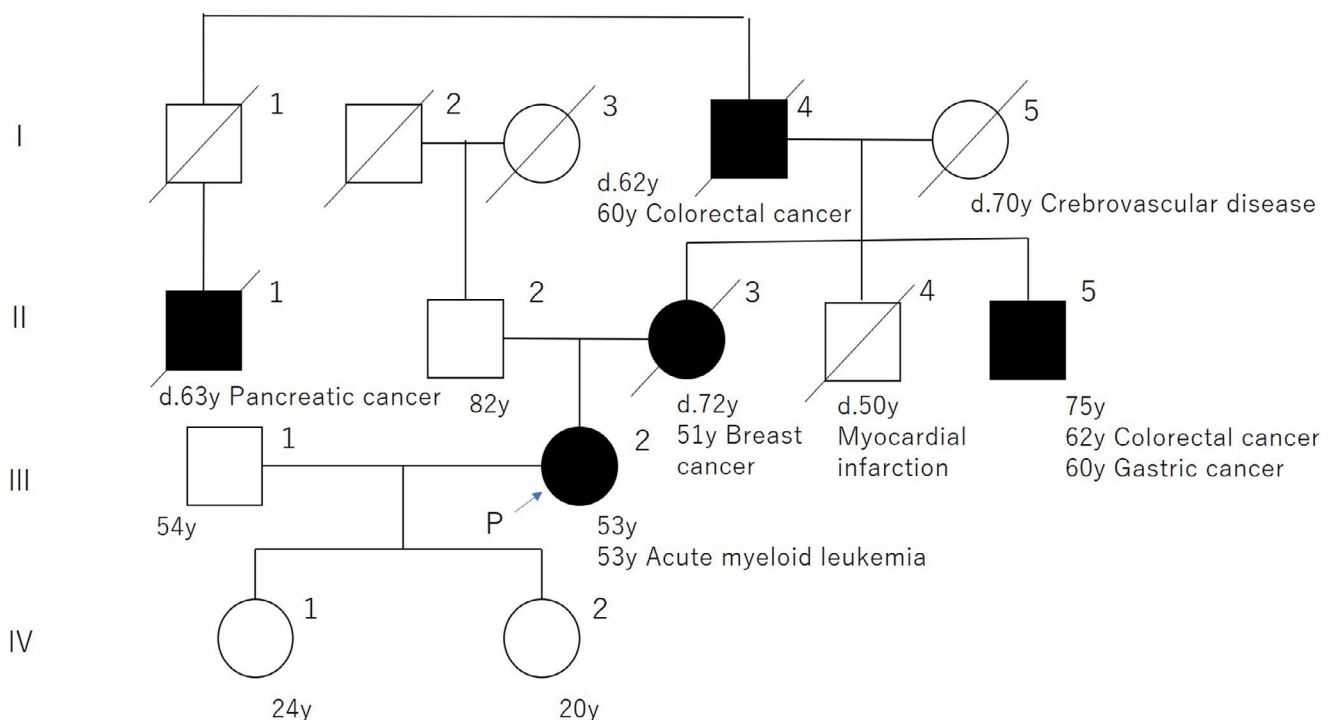 I
1
2
3
4
5
d.62y
60y Colorectal cancer
d.70y Crebrovascular disease
II
1
2
3
4
5
d.63y Pancreatic cancer
82y
d.72y
51y Breast
cancer
d.50y
Myocardial
infarction
75y
62y Colorectal cancer
60y Gastric cancer
III
1
2
54y
P
53y
53y Acute myeloid leukemia
IV
1
2
24y
20y